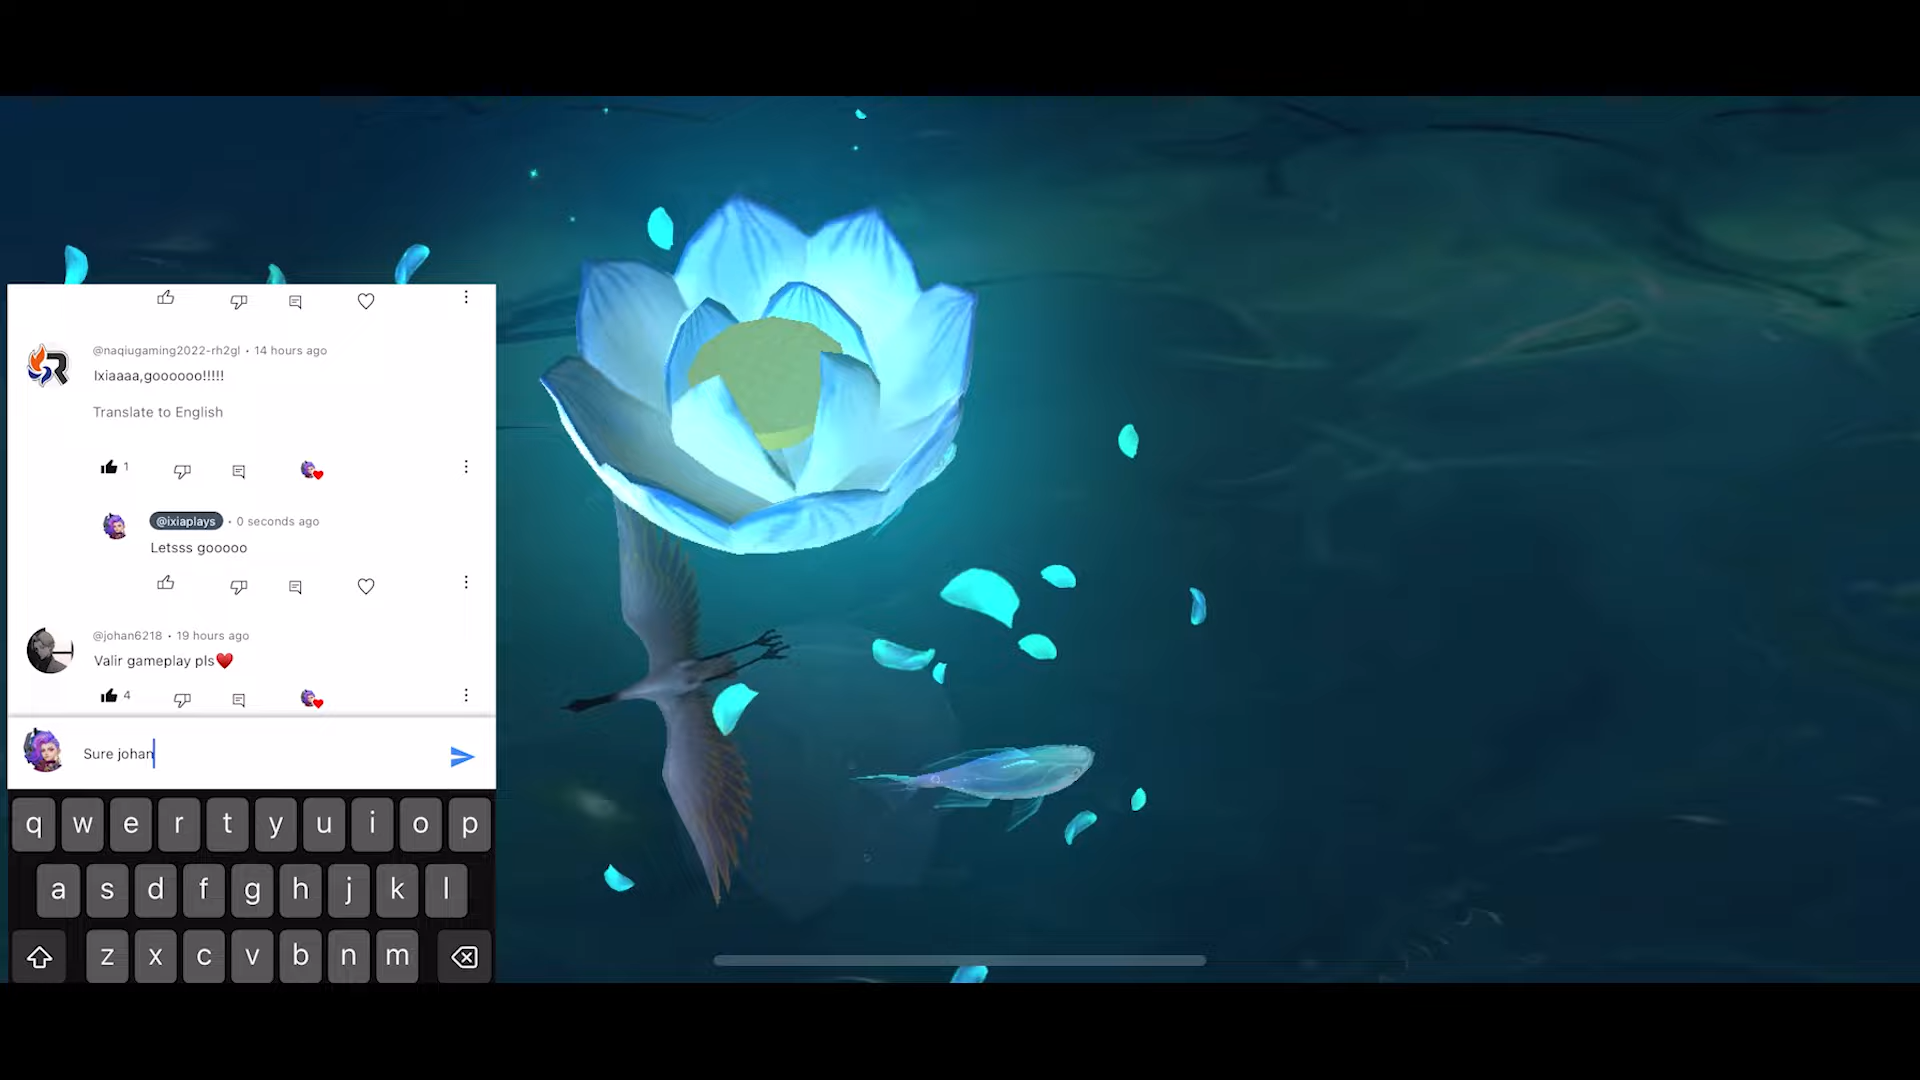 @naqiugaming2022-rh2gl • 14 hours ago
Ixiaaaa,goooooo!!!!!
Translate to English
1
@ixiaplays • 0 seconds ago
Letsss gooooo
@johan6218 • 19 hours ago
Valir gameplay pls❤️
4
Sure johan
q w e r t y u i o p
a s d f g h j k l
z x c v b n m